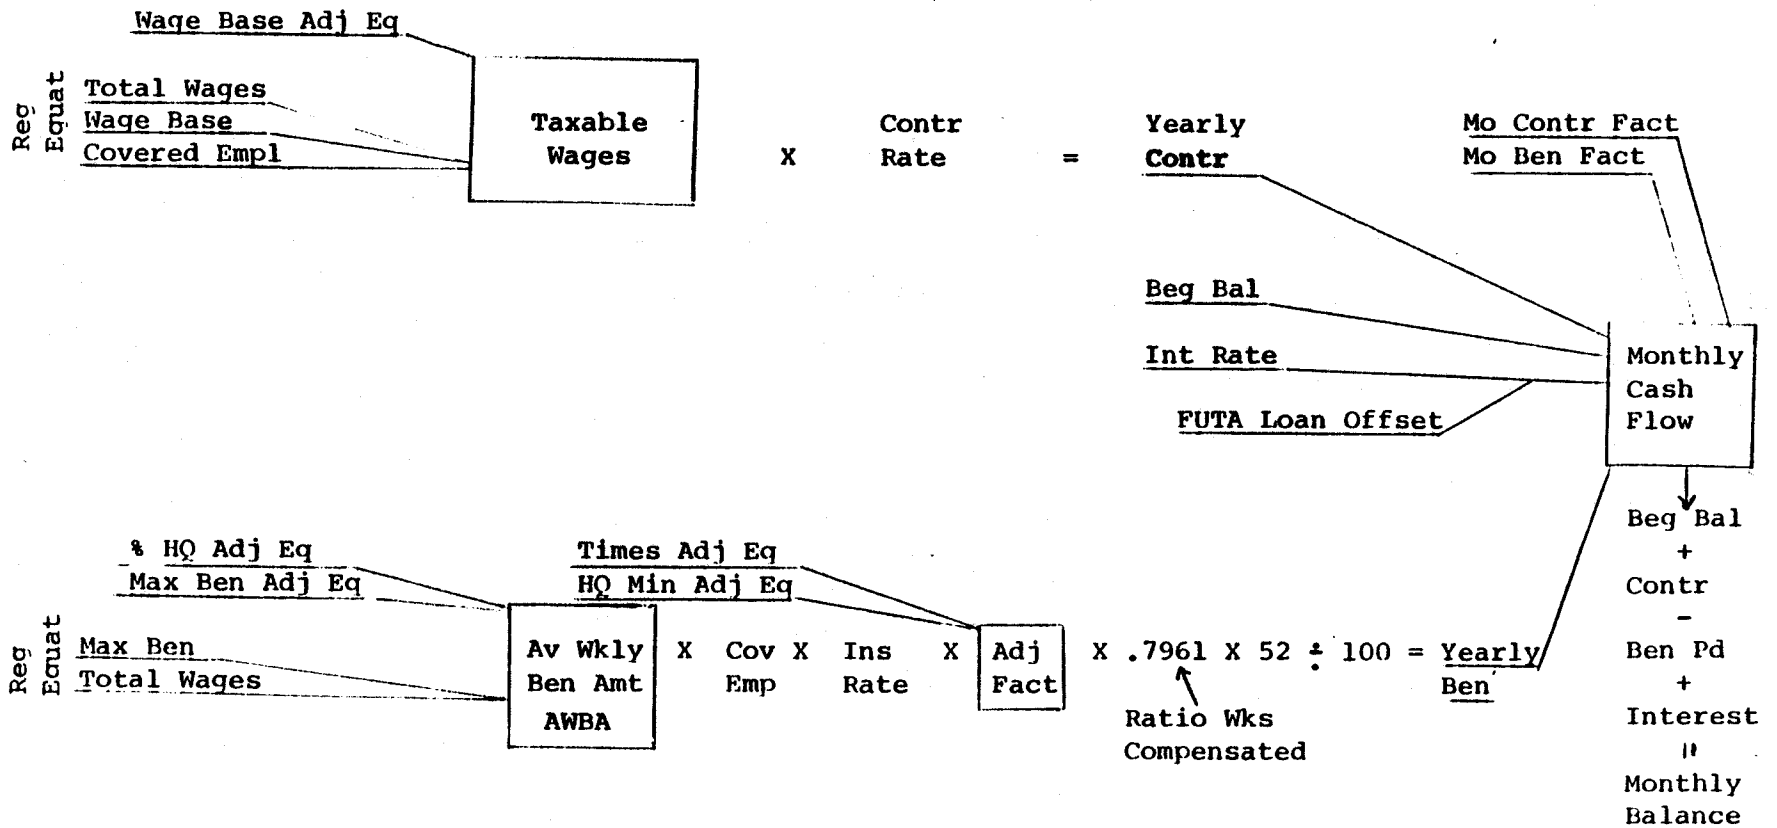 Wage Base Adj Eq
Reg
Equat
Total Wages
Wage Base
Covered Empl
Taxable
Wages
X
Contr
Rate
=
Yearly
Contr
Mo Contr Fact
Mo Ben Fact
Beg Bal
Int Rate
FUTA Loan Offset
Monthly
Cash
Flow
% HQ Adj Eq
Max Ben Adj Eq
Times Adj Eq
HQ Min Adj Eq
Reg
Equat
Max Ben
Total Wages
Av Wkly
Ben Amt
AWBA
X
Cov
Emp
X
Ins
Rate
X
Adj
Fact
X .7961 X 52 ÷ 100 = Yearly
Ben
Ratio Wks
Compensated
Beg Bal
+
Contr
-
Ben Pd
+
Interest
=
Monthly
Balance